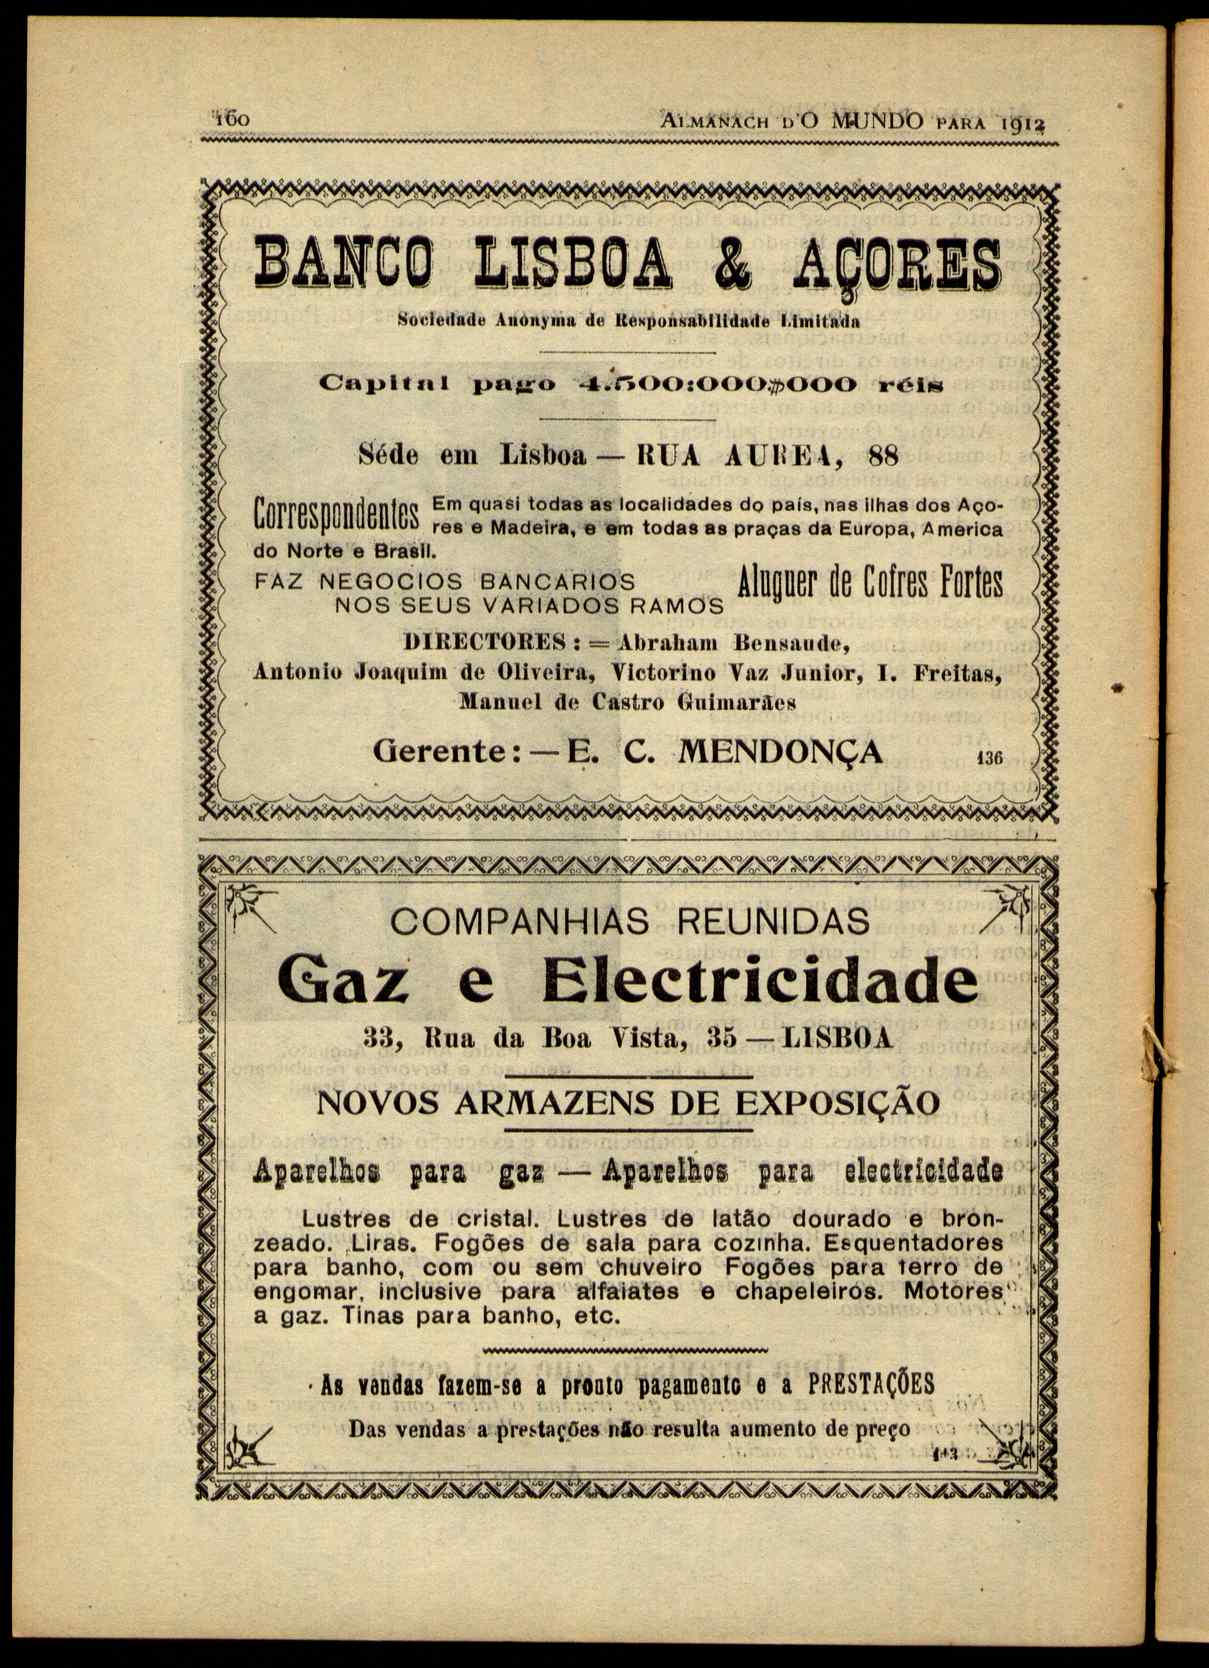 160
ALMANACH D'O MUNDO PARA 1912
BANCO LISBOA & AÇORES
Sociedade Anónyma de Responsabilidade Limitada
Capital pago 4.500:000$000 réis
Séde em Lisboa — RUA AUREA, 88
Correspondentes Em quasi todas as localidades do país, nas ilhas dos Aço-
res e Madeira, e em todas as praças da Europa, America
do Norte e Brasil.
FAZ NEGOCIOS BANCARIOS
NOS SEUS VARIADOS RAMOS
Aluguer de Cofres Fortes
DIRECTORES : = Abraham Bensaude,
Antonio Joaquim de Oliveira, Victorino Vaz Junior, I. Freitas,
Manuel de Castro Guimarães
Gerente: — E. C. MENDONÇA
136
COMPANHIAS REUNIDAS
Gaz e Electricidade
33, Rua da Boa Vista, 35 — LISBOA
NOVOS ARMAZENS DE EXPOSIÇÃO
Aparelhos para gaz — Aparelhos para electricidade
Lustres de cristal. Lustres de latão dourado e bron-
zeado. Liras. Fogões de sala para cozinha. Esquentadores
para banho, com ou sem chuveiro Fogões para ferro de
engomar, inclusive para alfaiates e chapeleiros. Motores
a gaz. Tinas para banho, etc.
As vendas fazem-se a pronto pagamento e a PRESTAÇÕES
Das vendas a prestações não resulta aumento de preço